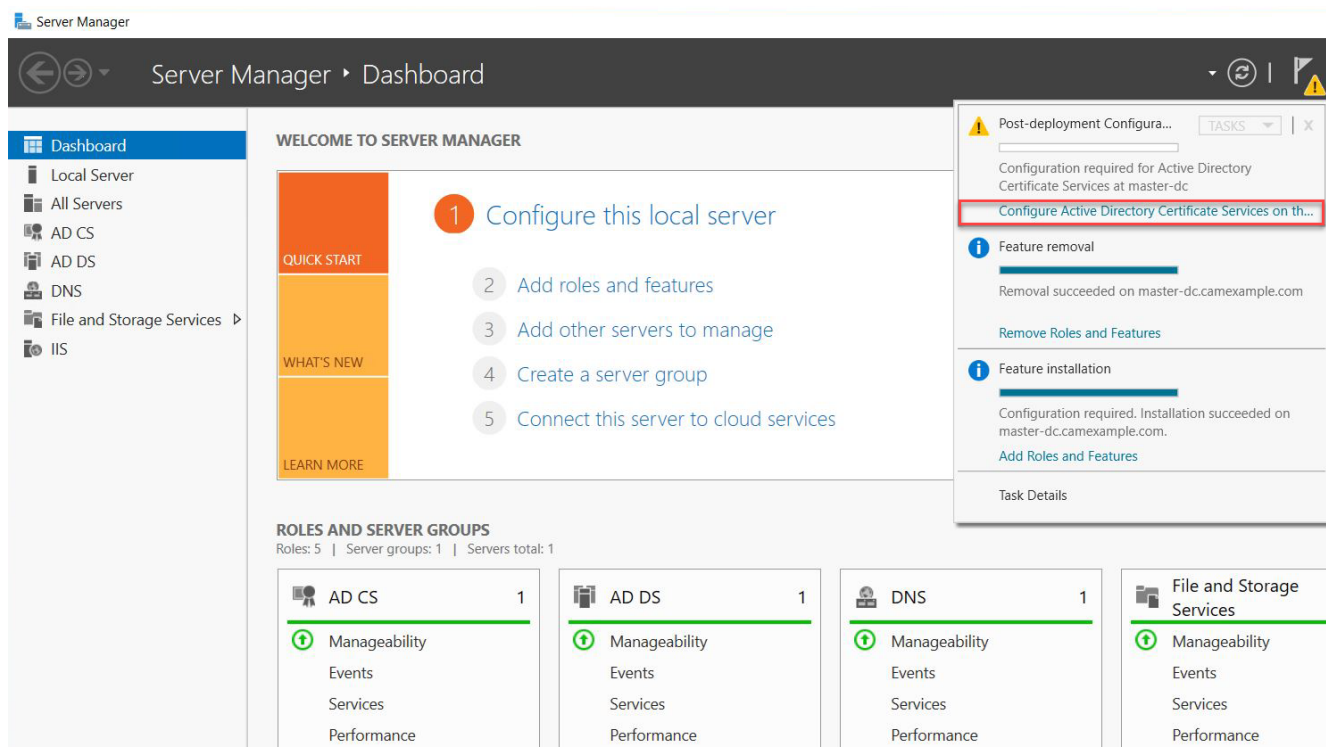 Server Manager
Server Manager ‣ Dashboard
Dashboard
Local Server
All Servers
AD CS
AD DS
DNS
File and Storage Services
IIS
WELCOME TO SERVER MANAGER
QUICK START
WHAT'S NEW
LEARN MORE
1 Configure this local server
2 Add roles and features
3 Add other servers to manage
4 Create a server group
5 Connect this server to cloud services
Post-deployment Configura... TASKS | X
Configuration required for Active Directory
Certificate Services at master-dc
Configure Active Directory Certificate Services on th...
Feature removal
Removal succeeded on master-dc.camexample.com
Remove Roles and Features
Feature installation
Configuration required. Installation succeeded on
master-dc.camexample.com.
Add Roles and Features
Task Details
ROLES AND SERVER GROUPS
Roles: 5 | Server groups: 1 | Servers total: 1
AD CS 1
Manageability
Events
Services
Performance
AD DS 1
Manageability
Events
Services
Performance
DNS 1
Manageability
Events
Services
Performance
File and Storage
Services
Manageability
Events
Services
Performance